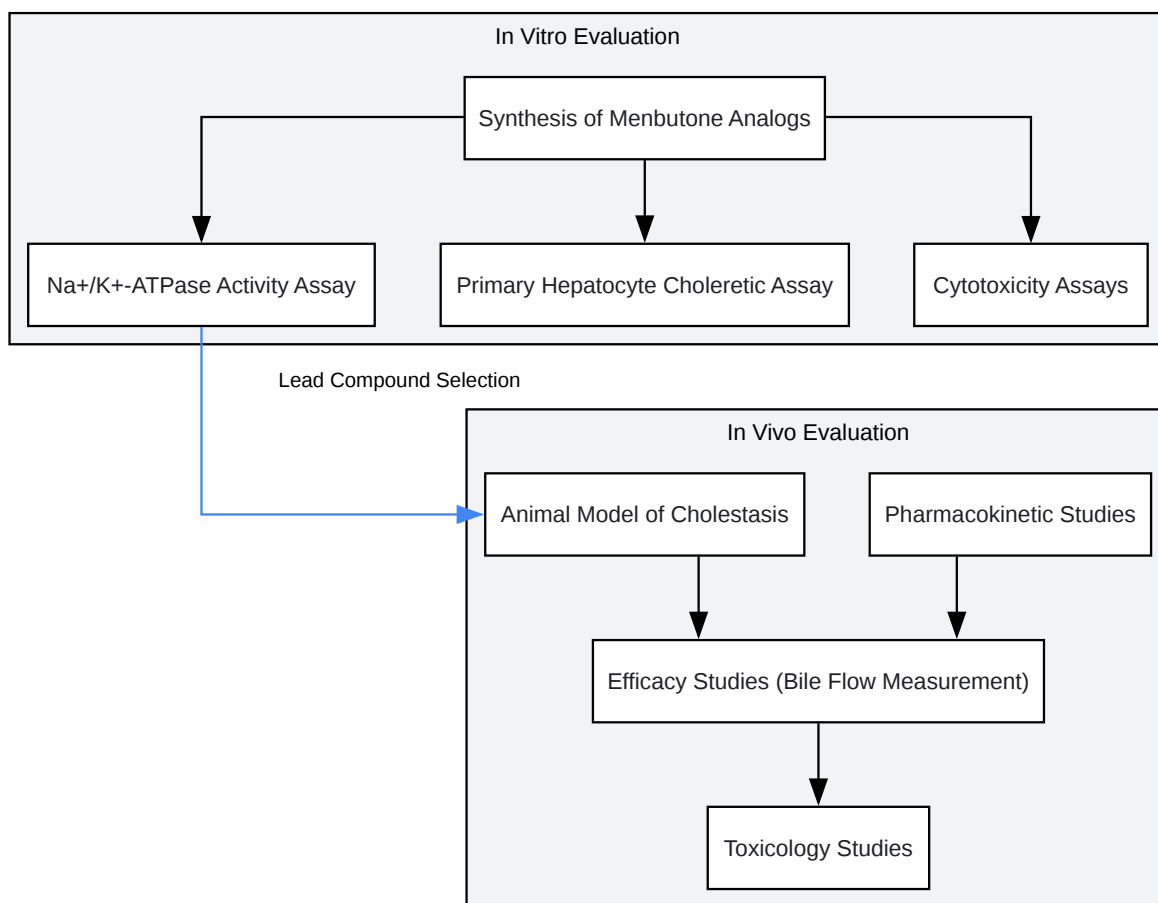 In Vitro Evaluation
Synthesis of Menbutone Analogs
Na+/K+-ATPase Activity Assay
Primary Hepatocyte Choleretic Assay
Cytotoxicity Assays
Lead Compound Selection
In Vivo Evaluation
Animal Model of Cholestasis
Pharmacokinetic Studies
Efficacy Studies (Bile Flow Measurement)
Toxicology Studies